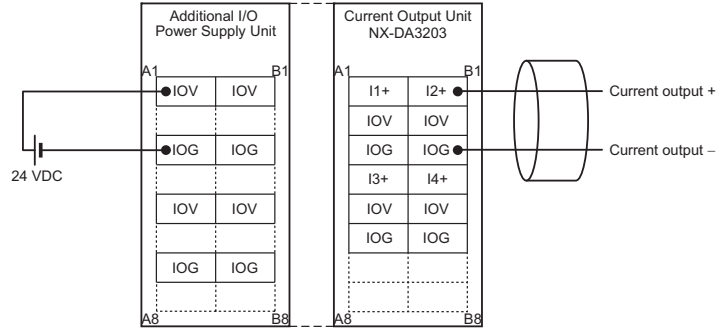 Additional I/O
Power Supply Unit
Current Output Unit
NX-DA3203
A1 B1 A1 B1
IOV IOV I1+ I2+ Current output +
IOV IOV
IOG IOG IOG IOG Current output –
24 VDC
I3+ I4+
IOV IOV IOV IOV
IOG IOG
IOG IOG
A8 B8 A8 B8